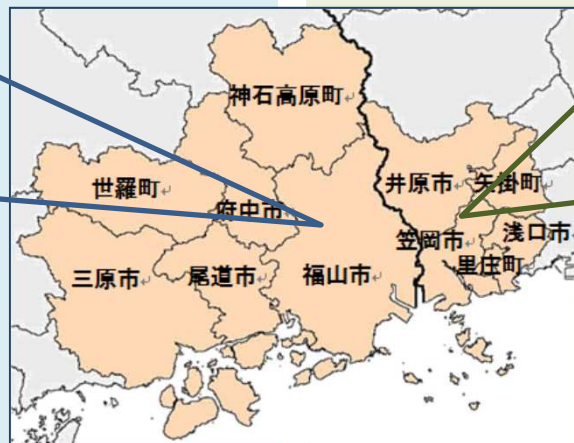 神石高原町
世羅町
府中市
井原市
矢掛町
三原市
尾道市
福山市
笠岡市
浅口市
里庄町